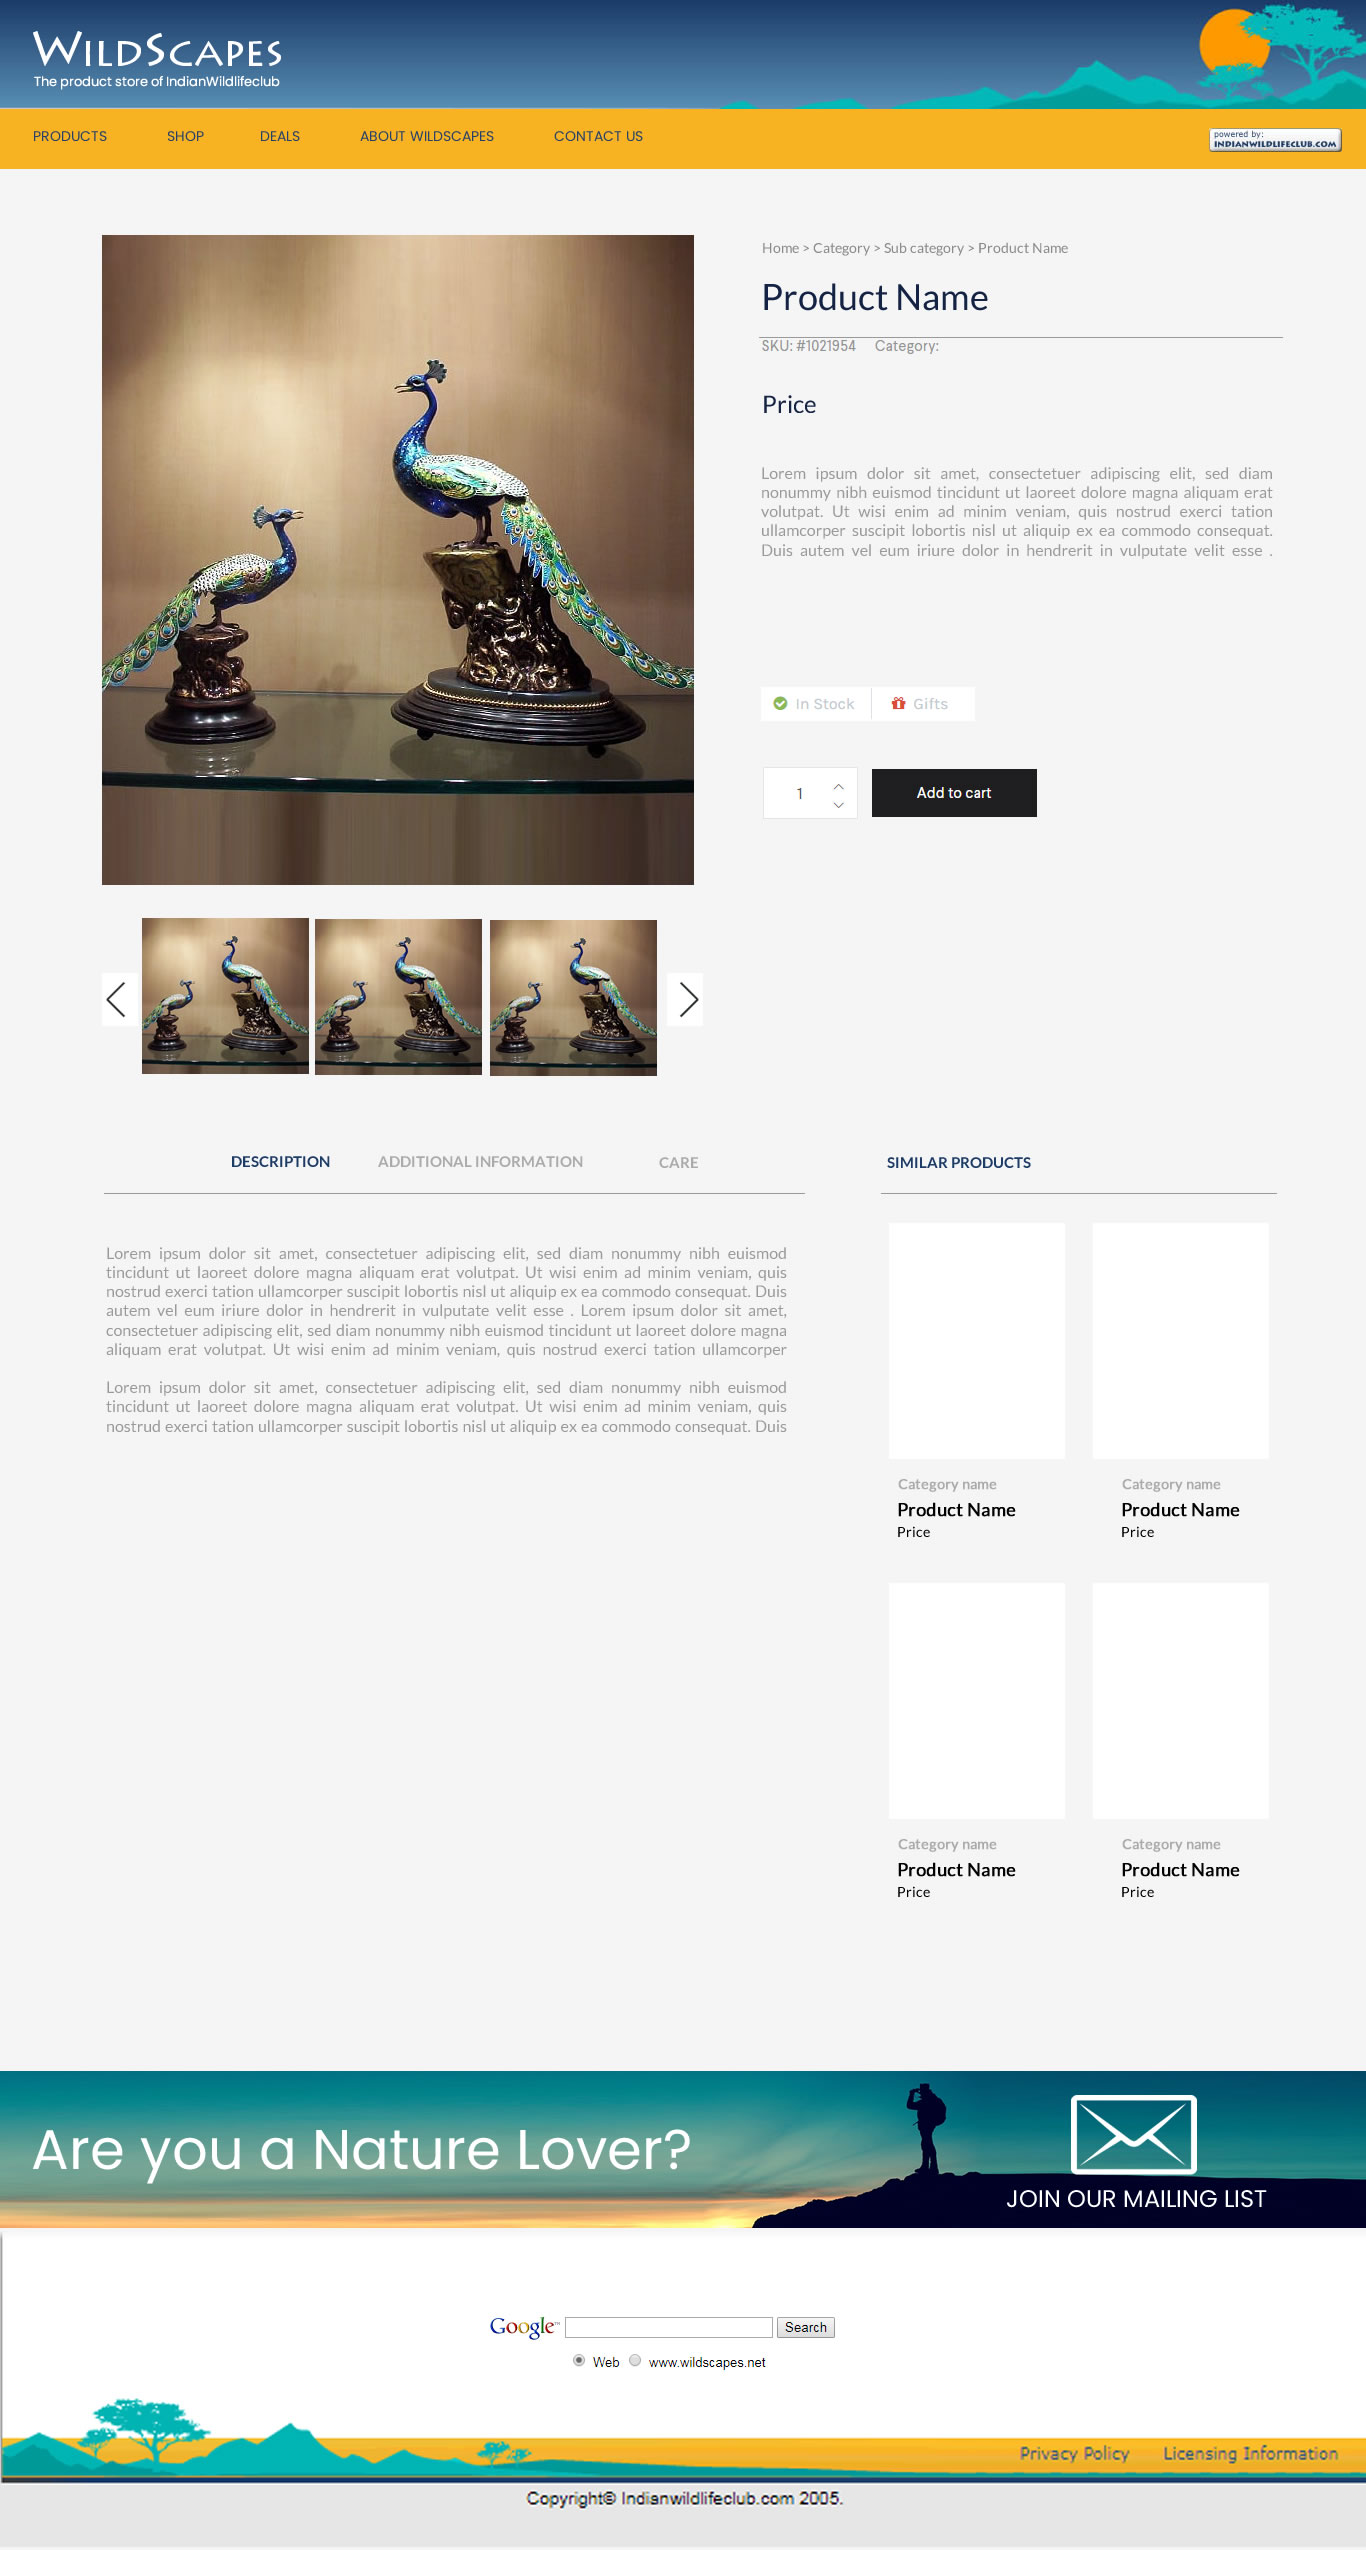 WILDSCAPES
The product store of IndianWildlifeclub
PRODUCTS SHOP DEALS ABOUT WILDSCAPES CONTACT US
powered by:
INDIANWILDLIFECLUB.COM
Home > Category > Sub category > Product Name
Product Name
SKU: #1021954 Category:
Price
Lorem ipsum dolor sit amet, consectetuer adipiscing elit, sed diam
nonummy nibh euismod tincidunt ut laoreet dolore magna aliquam erat
volutpat. Ut wisi enim ad minim veniam, quis nostrud exerci tation
ullamcorper suscipit lobortis nisl ut aliquip ex ea commodo consequat.
Duis autem vel eum iriure dolor in hendrerit in vulputate velit esse .
In Stock Gifts
1 Add to cart
DESCRIPTION ADDITIONAL INFORMATION CARE
Lorem ipsum dolor sit amet, consectetuer adipiscing elit, sed diam nonummy nibh euismod
tincidunt ut laoreet dolore magna aliquam erat volutpat. Ut wisi enim ad minim veniam, quis
nostrud exerci tation ullamcorper suscipit lobortis nisl ut aliquip ex ea commodo consequat. Duis
autem vel eum iriure dolor in hendrerit in vulputate velit esse . Lorem ipsum dolor sit amet,
consectetuer adipiscing elit, sed diam nonummy nibh euismod tincidunt ut laoreet dolore magna
aliquam erat volutpat. Ut wisi enim ad minim veniam, quis nostrud exerci tation ullamcorper
Lorem ipsum dolor sit amet, consectetuer adipiscing elit, sed diam nonummy nibh euismod
tincidunt ut laoreet dolore magna aliquam erat volutpat. Ut wisi enim ad minim veniam, quis
nostrud exerci tation ullamcorper suscipit lobortis nisl ut aliquip ex ea commodo consequat. Duis
SIMILAR PRODUCTS
Category name Category name
Product Name Product Name
Price Price
Category name Category name
Product Name Product Name
Price Price
Are you a Nature Lover?
JOIN OUR MAILING LIST
Google™ Search
Web www.wildscapes.net
Privacy Policy Licensing Information
Copyright© Indianwildlifeclub.com 2005.